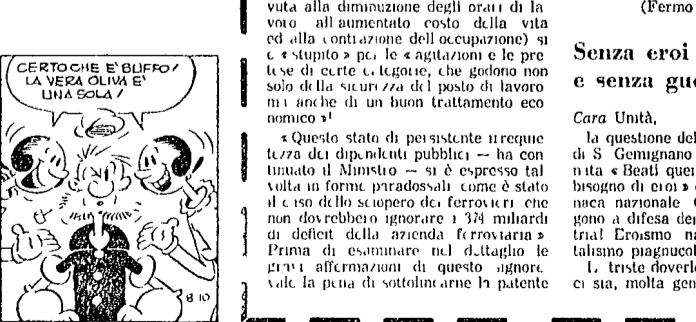 CERTO CHE E' BUFFO!
LA VERA OLIVA E'
UNA SOLA!
8 10
vuta alla diminuzione degli orari di la
voro all aumentato costo della vita
ed alla contrazione dell occupazione) si
è « stupito » per le « agitazioni e le pre
tese di certe categorie, che godono non
solo della sicurezza del posto di lavoro
ma anche di un buon trattamento eco
nomico »!
« Questo stato di persistente irrequie
tezza dei dipendenti pubblici — ha con
tinuato il Ministro — si è espresso tal
volta in forme paradossali come è stato
il caso dello sciopero dei ferrovieri che
non dovrebbero ignorare i 374 miliardi
di deficit della azienda ferroviaria »
Prima di esaminare nel dettaglio le
gravi affermazioni di questo signore
vale la pena di sottolinearne la patente
(Fermo
Senza eroi
e senza gue
Cara Unità,
la questione del
di S Gemignano
« Beati quei
bisogno di eroi »
naca nazionale
gono a difesa dei
tria! Eroismo na
talismo piagnucol
E triste doverlo
ci sia, molta gen